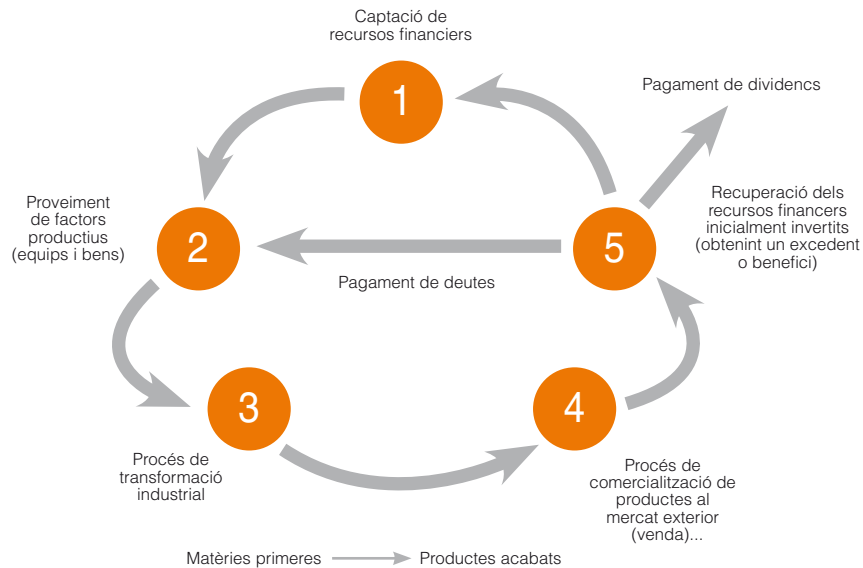 Captació de
recursos financiers
1
Pagament de dividencs
Proveiment
de factors
productius
(equips i bens)
2
5
Recuperació dels
recursos financers
inicialment invertits
(obtenint un excedent
o benefici)
Pagament de deutes
3
4
Procés de
transformació
industrial
Procés de
comercialització de
productes al
mercat exterior
(venda)...
Matèries primeres
Productes acabats